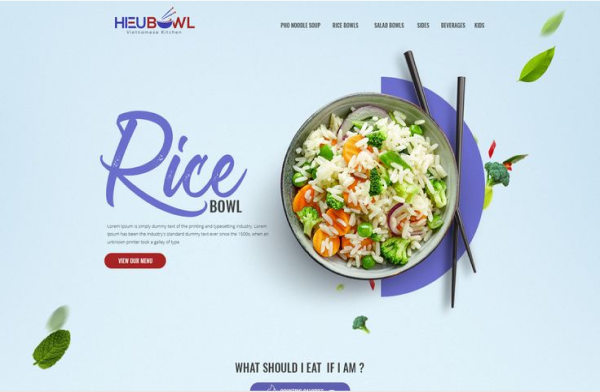 HIEUBOWL
Vietnamese Kitchen
PHO NOODLE SOUP RICE BOWLS SALAD BOWLS SIDES BEVERAGES KIDS
Rice
BOWL
Lorem Ipsum is simply dummy text of the printing and typesetting industry. Lorem
Ipsum has been the industry's standard dummy text ever since the 1500s, when an
unknown printer took a galley of type.
VIEW OUR MENU
WHAT SHOULD I EAT IF I AM ?